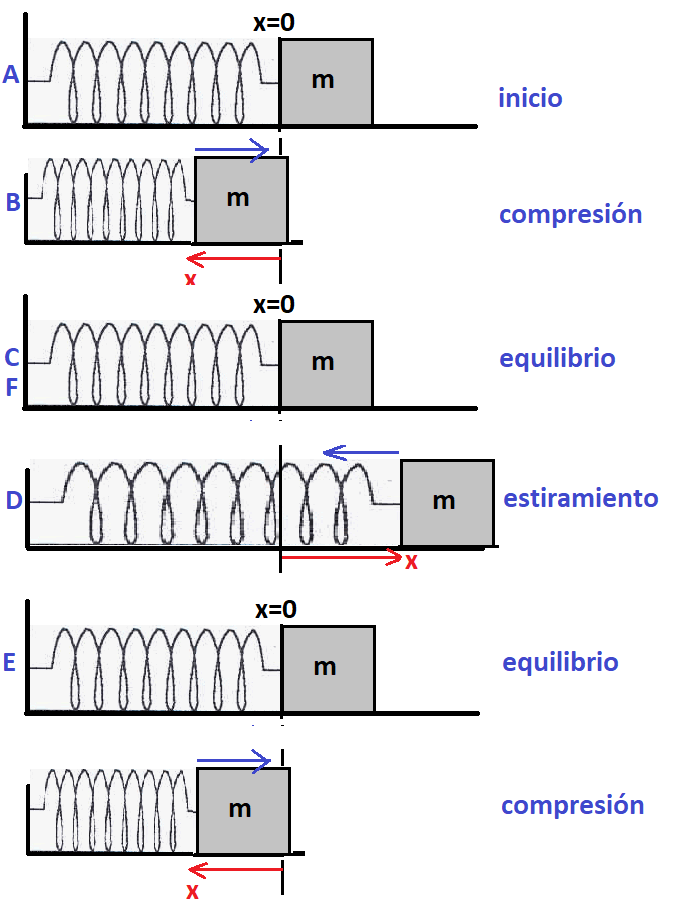 x=0
A m inicio
B m compresión
x
x=0
C m equilibrio
F
D m estiramiento
x
x=0
E m equilibrio
m compresión
x